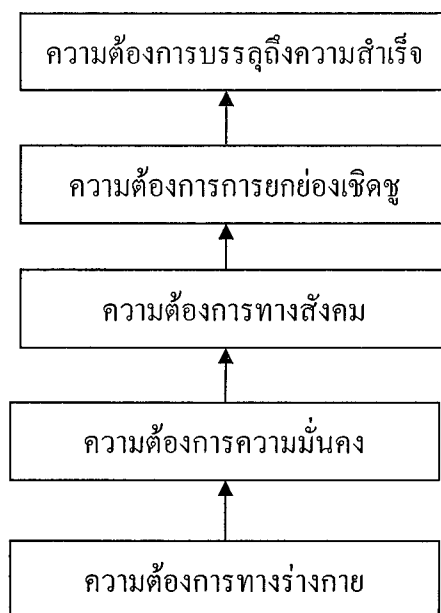 ความต้องการบรรลุถึงความสำเร็จ
ความต้องการการยกย่องเชิดชู
ความต้องการทางสังคม
ความต้องการความมั่นคง
ความต้องการทางร่างกาย